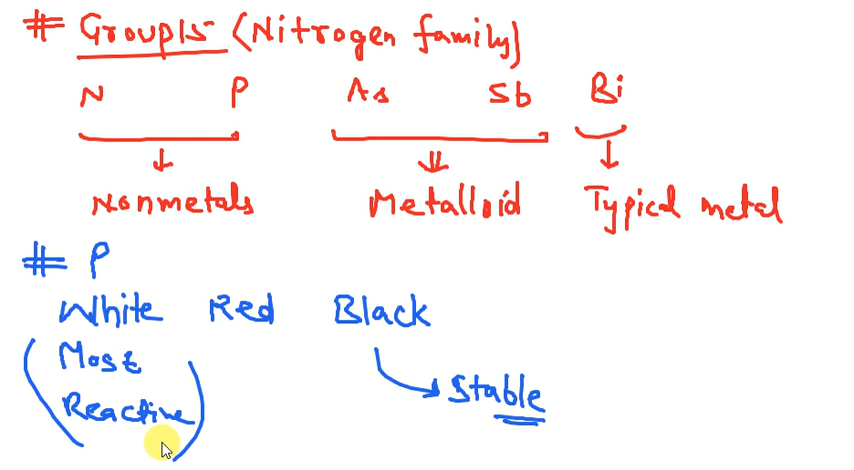 # Group15 (Nitrogen family)
N P As Sb Bi
Nonmetals Metalloid Typical metal
# P
White Red Black
Most
Reactive
Stable